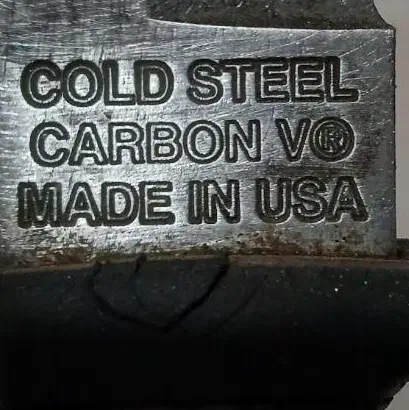 COLD STEEL
CARBON V®
MADE IN USA